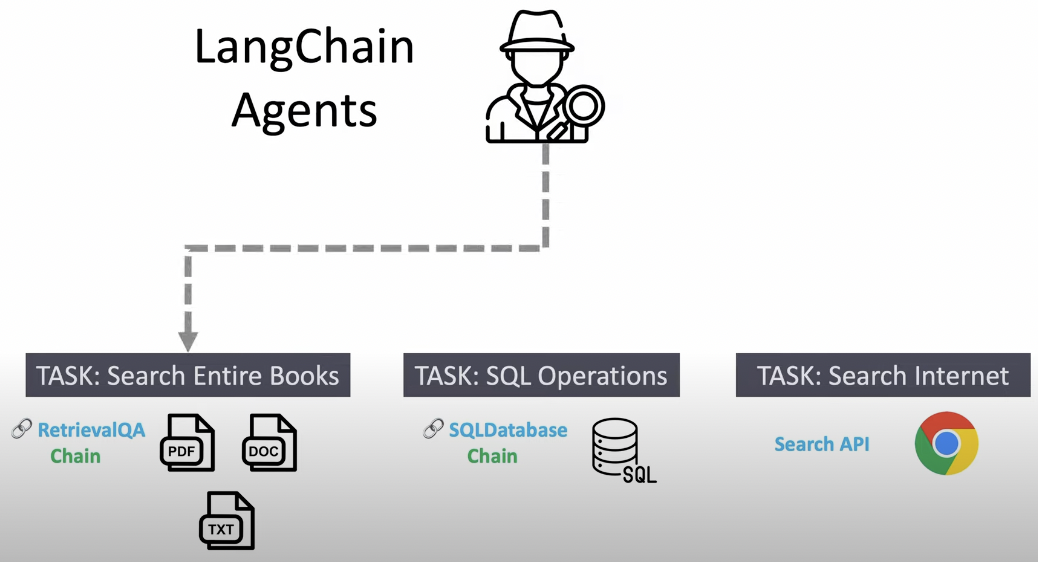 LangChain
Agents
TASK: Search Entire Books
RetrievalQA
Chain
PDF
DOC
TXT
TASK: SQL Operations
SQLDatabase
Chain
SQL
TASK: Search Internet
Search API